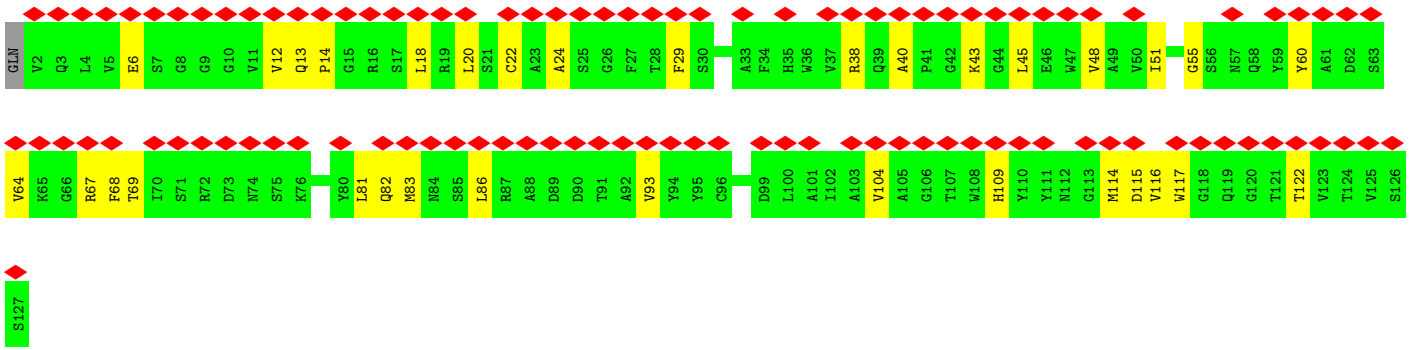 GLN V2 Q3 L4 V5 E6 S7 G8 G9 G10 V11 V12 Q13 P14 G15 R16 S17 L18 R19 L20 S21 C22 A23 A24 S25 G26 F27 T28 F29 S30 A33 F34 H35 W36 V37 R38 Q39 A40 P41 G42 K43 G44 L45 E46 W47 V48 A49 V50 I51 G55 S56 N57 Q58 Y59 Y60 A61 D62 S63
V64 K65 G66 R67 F68 T69 I70 S71 R72 D73 N74 S75 K76 Y80 L81 Q82 M83 N84 S85 L86 R87 A88 D89 D90 T91 A92 V93 Y94 Y95 C96 D99 L100 A101 I102 A103 V104 A105 G106 T107 W108 H109 Y110 Y111 N112 G113 M114 D115 V116 W117 G118 Q119 G120 T121 T122 V123 T124 V125 S126
S127